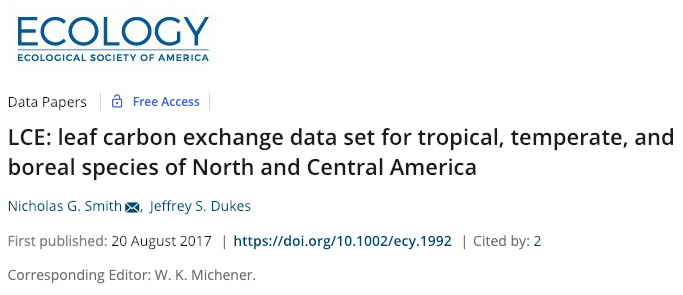 ECOLOGY
ECOLOGICAL SOCIETY OF AMERICA
Data Papers | Free Access |
LCE: leaf carbon exchange data set for tropical, temperate, and
boreal species of North and Central America
Nicholas G. Smith, Jeffrey S. Dukes
First published: 20 August 2017 | https://doi.org/10.1002/ecy.1992 | Cited by: 2
Corresponding Editor: W. K. Michener.